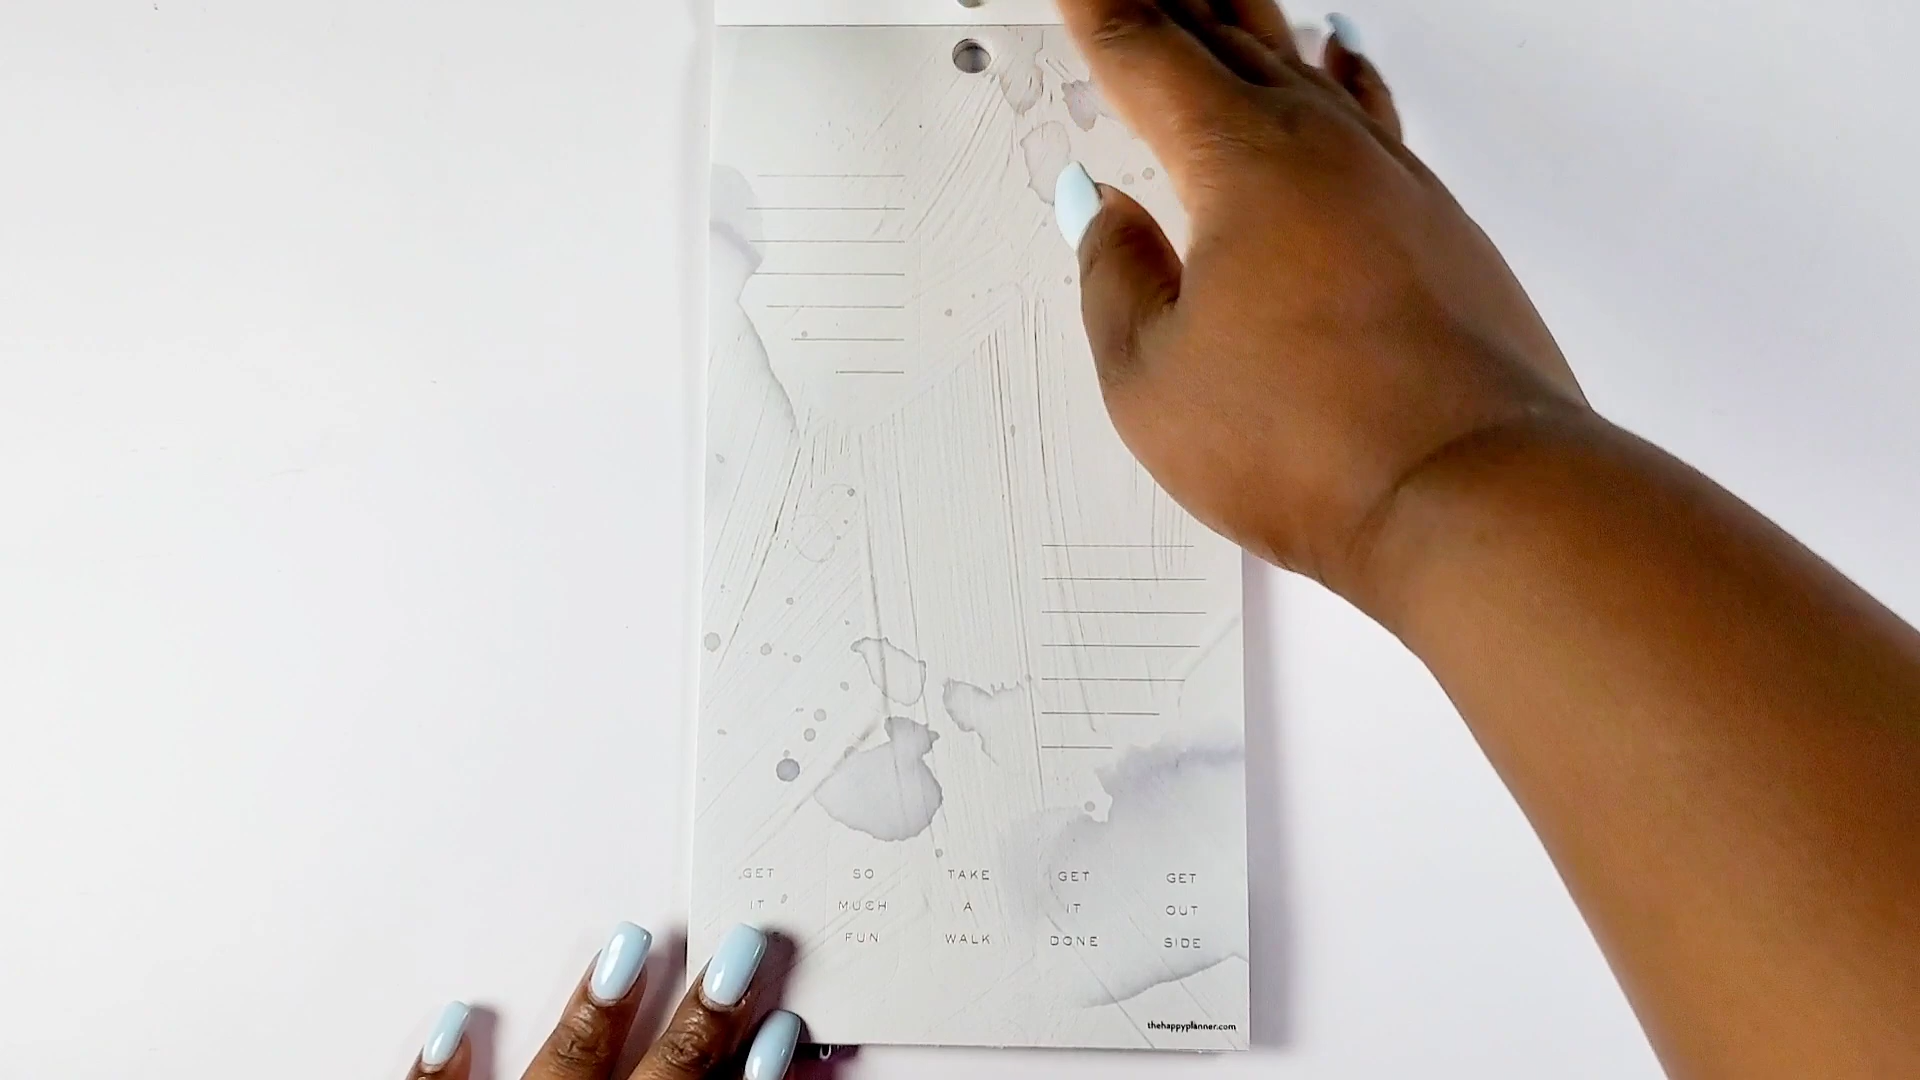 GET SO TAKE GET GET
IT MUCH A IT OUT
FUN WALK DONE SIDE
thehappyplanner.com